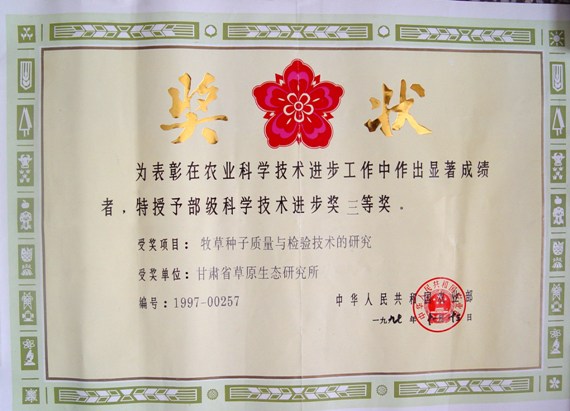 奖状
为表彰在农业科学技术进步工作中作出显著成绩
者，特授予部级科学技术进步奖三等奖。
受奖项目：牧草种子质量与检验技术的研究
受奖单位：甘肃省草原生态研究所
编号：1997-00257
中华人民共和国农业部
一九九七年 月 日